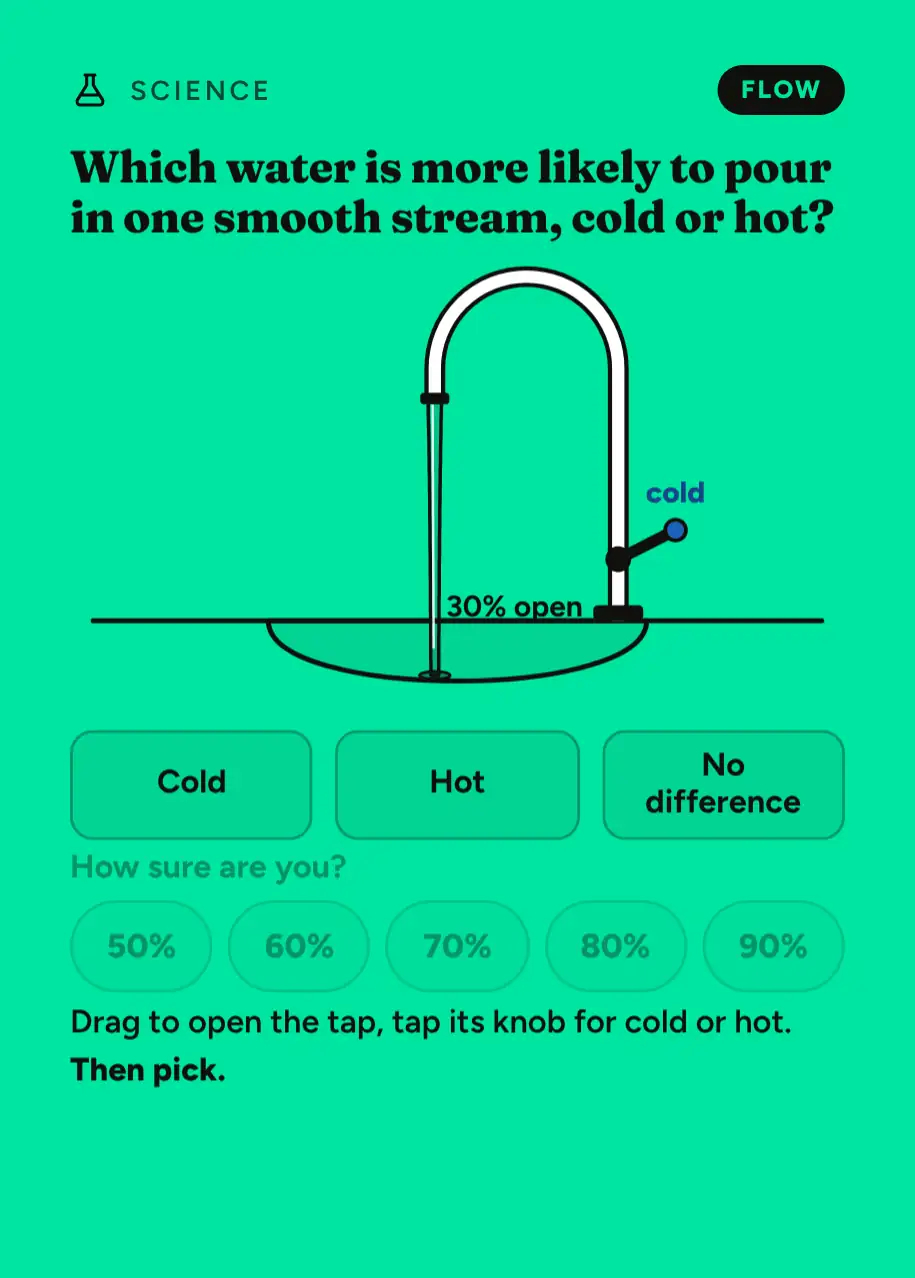 SCIENCE
FLOW
Which water is more likely to pour
in one smooth stream, cold or hot?
cold
30% open
Cold
Hot
No
difference
How sure are you?
50%
60%
70%
80%
90%
Drag to open the tap, tap its knob for cold or hot.
Then pick.